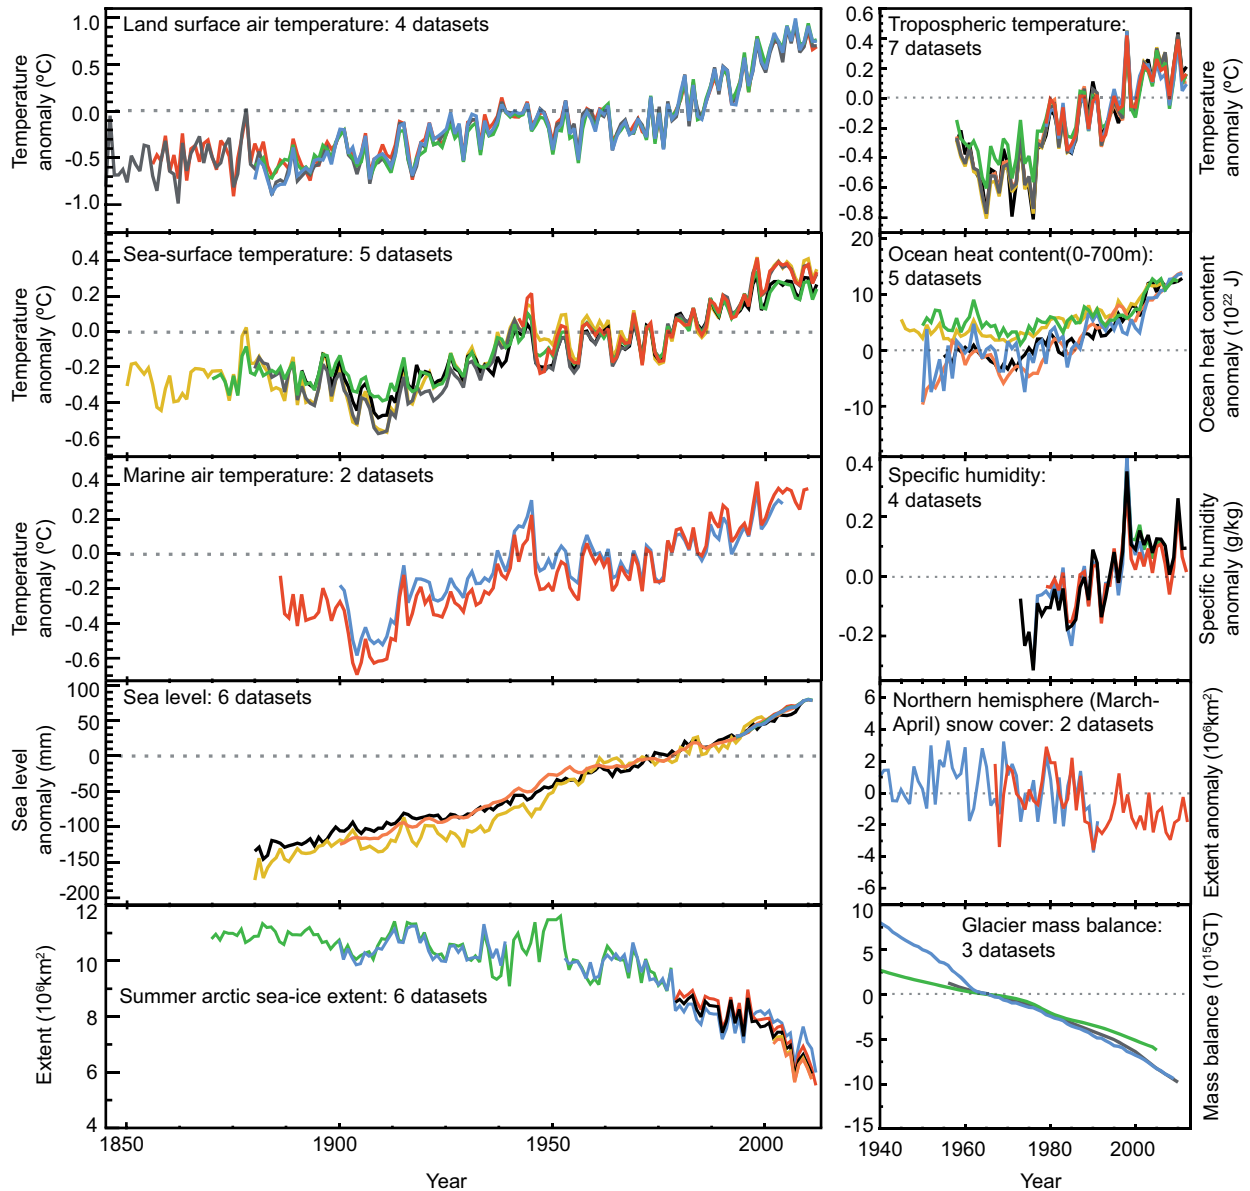 Land surface air temperature: 4 datasets
1.0
0.5
0.0
-0.5
-1.0
Temperature
anomaly (ºC)
Sea-surface temperature: 5 datasets
0.4
0.2
0.0
-0.2
-0.4
-0.6
Temperature
anomaly (ºC)
Marine air temperature: 2 datasets
0.4
0.2
0.0
-0.2
-0.4
-0.6
Temperature
anomaly (ºC)
Sea level: 6 datasets
100
50
0
-50
-100
-150
-200
Sea level
anomaly (mm)
12
10
8
6
4
Summer arctic sea-ice extent: 6 datasets
Extent (10⁶km²)
1850
1900
1950
2000
Year
Tropospheric temperature:
7 datasets
0.6
0.4
0.2
0.0
-0.2
-0.4
-0.6
-0.8
Temperature
anomaly (ºC)
Ocean heat content(0-700m):
5 datasets
20
10
0
-10
Ocean heat content
anomaly (10²² J)
Specific humidity:
4 datasets
0.4
0.2
0.0
-0.2
Specific humidity
anomaly (g/kg)
Northern hemisphere (March-
April) snow cover: 2 datasets
6
4
2
0
-2
-4
-6
Extent anomaly (10⁶km²)
Glacier mass balance:
3 datasets
10
5
0
-5
-10
-15
Mass balance (10¹⁵GT)
1940
1960
1980
2000
Year